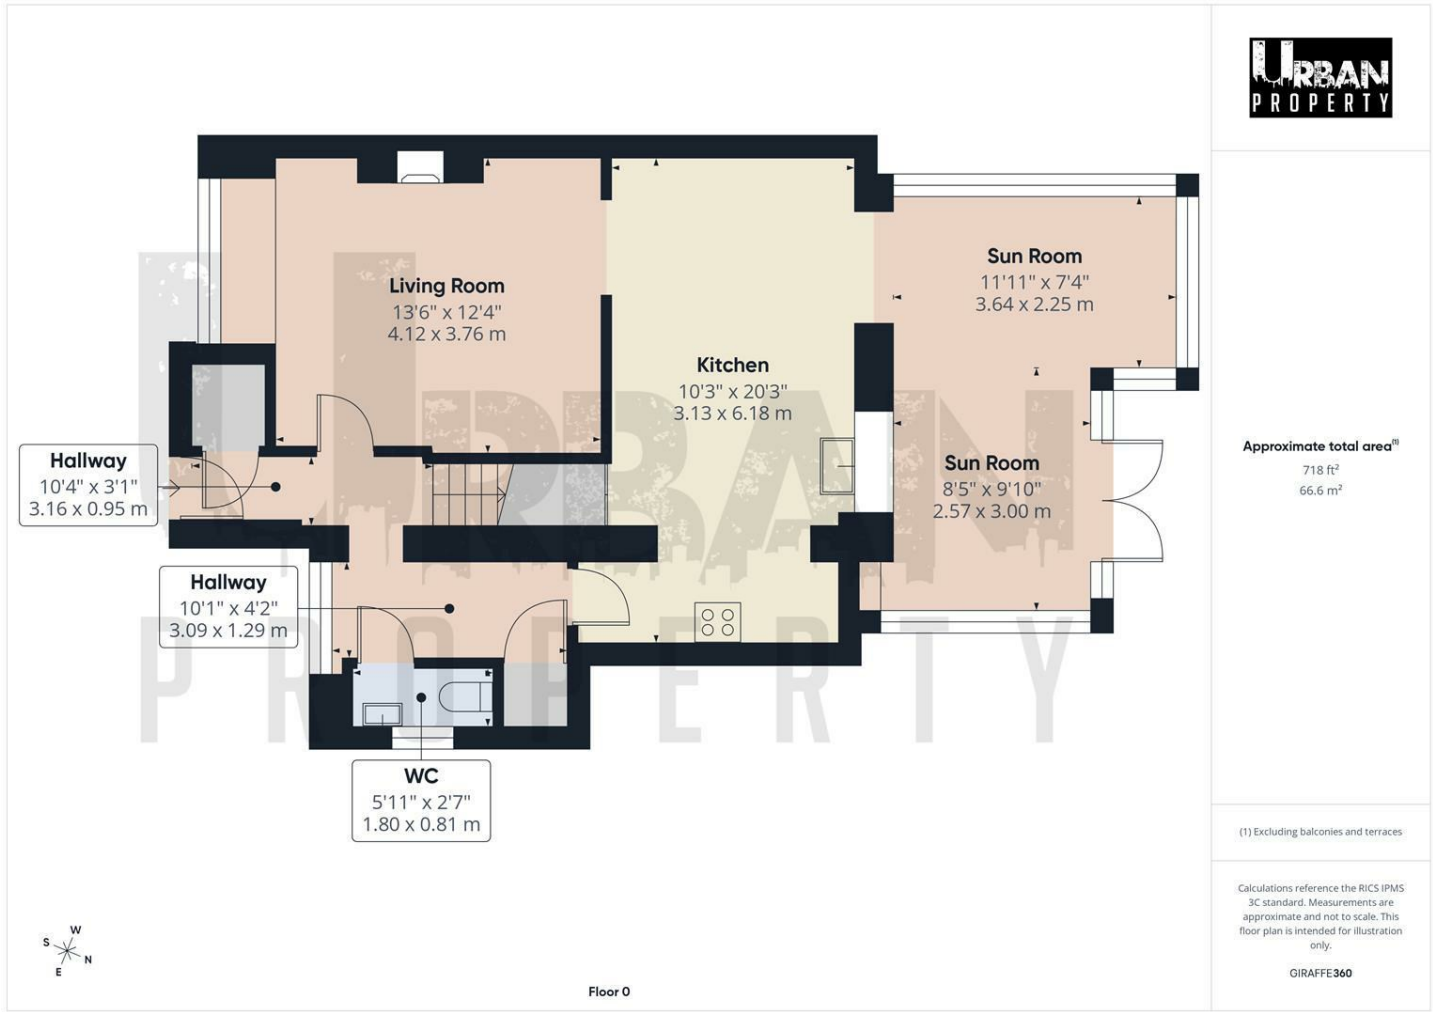 URBAN
PROPERTY
Living Room
13'6" x 12'4"
4.12 x 3.76 m
Kitchen
10'3" x 20'3"
3.13 x 6.18 m
Sun Room
11'11" x 7'4"
3.64 x 2.25 m
Sun Room
8'5" x 9'10"
2.57 x 3.00 m
Hallway
10'4" x 3'1"
3.16 x 0.95 m
Hallway
10'1" x 4'2"
3.09 x 1.29 m
WC
5'11" x 2'7"
1.80 x 0.81 m
URBAN
PROPERTY
Approximate total area(1)
718 ft²
66.6 m²
(1) Excluding balconies and terraces
Calculations reference the RICS IPMS
3C standard. Measurements are
approximate and not to scale. This
floor plan is intended for illustration
only.
GIRAFFE360
W
S
N
E
Floor 0